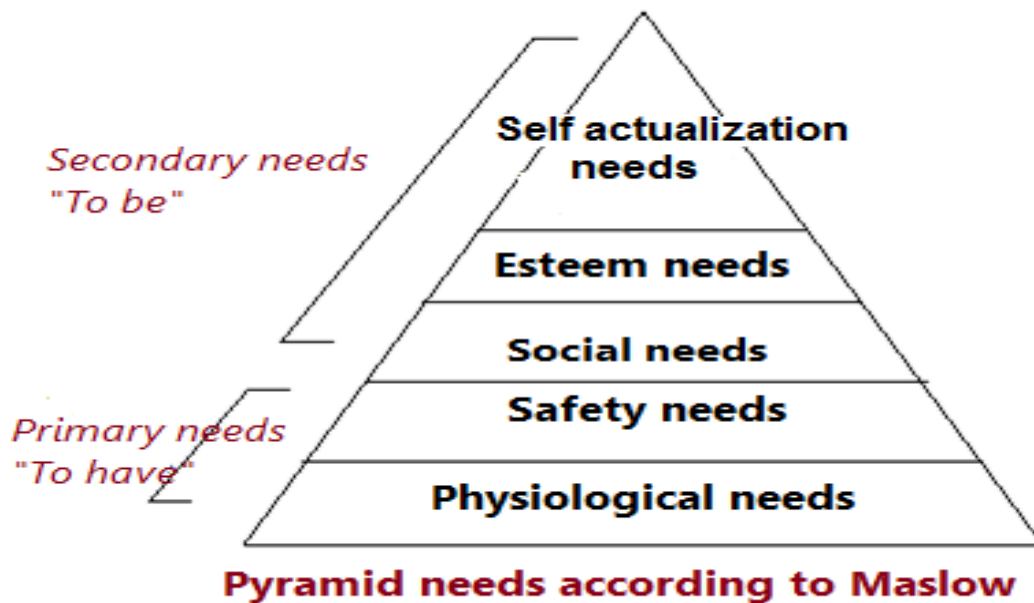 Self actualization
needs
Secondary needs
"To be"
Esteem needs
Social needs
Safety needs
Primary needs
"To have"
Physiological needs
Pyramid needs according to Maslow